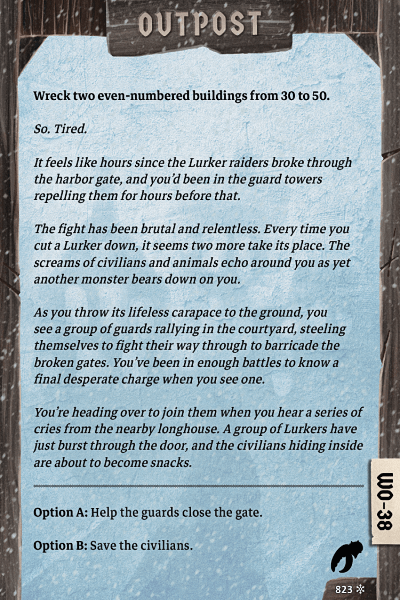 OUTPOST
Wreck two even-numbered buildings from 30 to 50.
So. Tired.
It feels like hours since the Lurker raiders broke through
the harbor gate, and you'd been in the guard towers
repelling them for hours before that.
The fight has been brutal and relentless. Every time you
cut a Lurker down, it seems two more take its place. The
screams of civilians and animals echo around you as yet
another monster bears down on you.
As you throw its lifeless carapace to the ground, you
see a group of guards rallying in the courtyard, steeling
themselves to fight their way through to barricade the
broken gates. You've been in enough battles to know a
final desperate charge when you see one.
You're heading over to join them when you hear a series of
cries from the nearby longhouse. A group of Lurkers have
just burst through the door, and the civilians hiding inside
are about to become snacks.
Option A: Help the guards close the gate.
Option B: Save the civilians.
WO-38
823